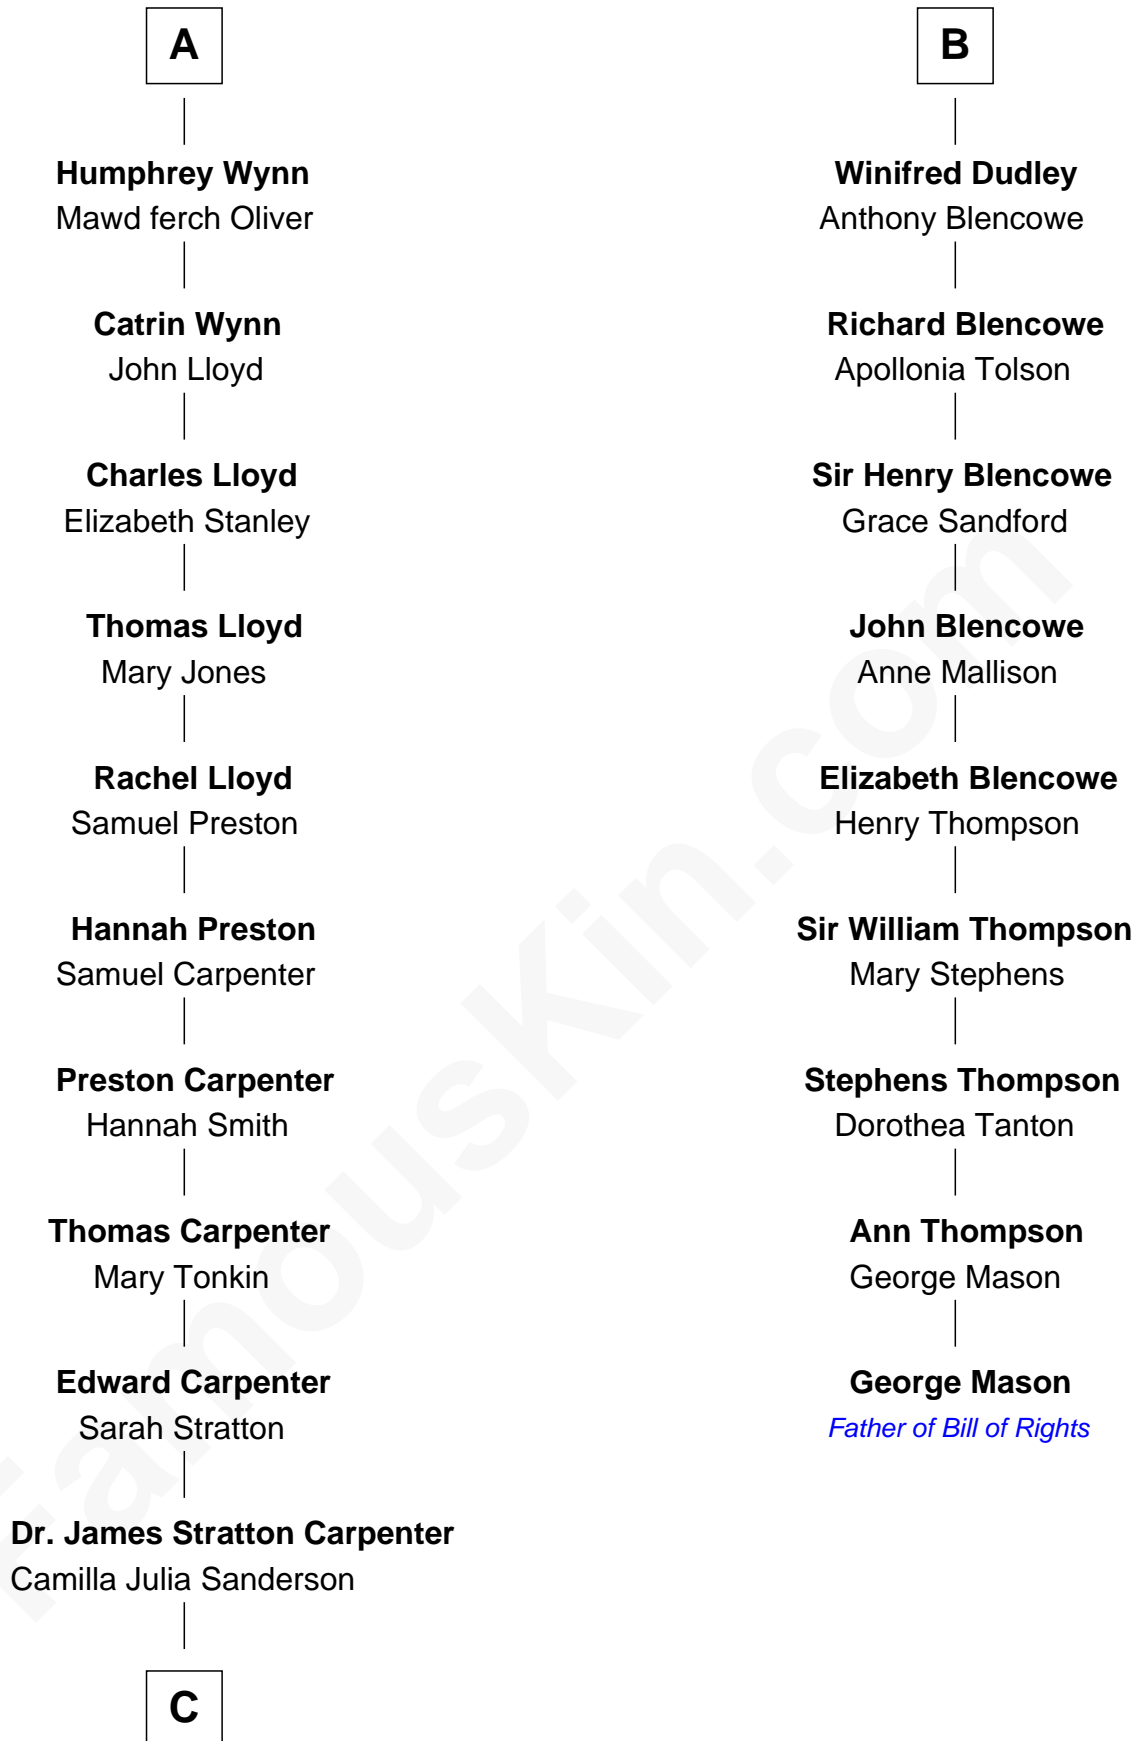 A
Humphrey Wynn
Mawd ferch Oliver
Catrin Wynn
John Lloyd
Charles Lloyd
Elizabeth Stanley
Thomas Lloyd
Mary Jones
Rachel Lloyd
Samuel Preston
Hannah Preston
Samuel Carpenter
Preston Carpenter
Hannah Smith
Thomas Carpenter
Mary Tonkin
Edward Carpenter
Sarah Stratton
Dr. James Stratton Carpenter
Camilla Julia Sanderson
C
B
Winifred Dudley
Anthony Blencowe
Richard Blencowe
Apollonia Tolson
Sir Henry Blencowe
Grace Sandford
John Blencowe
Anne Mallison
Elizabeth Blencowe
Henry Thompson
Sir William Thompson
Mary Stephens
Stephens Thompson
Dorothea Tanton
Ann Thompson
George Mason
George Mason
Father of Bill of Rights
FamousKin.com